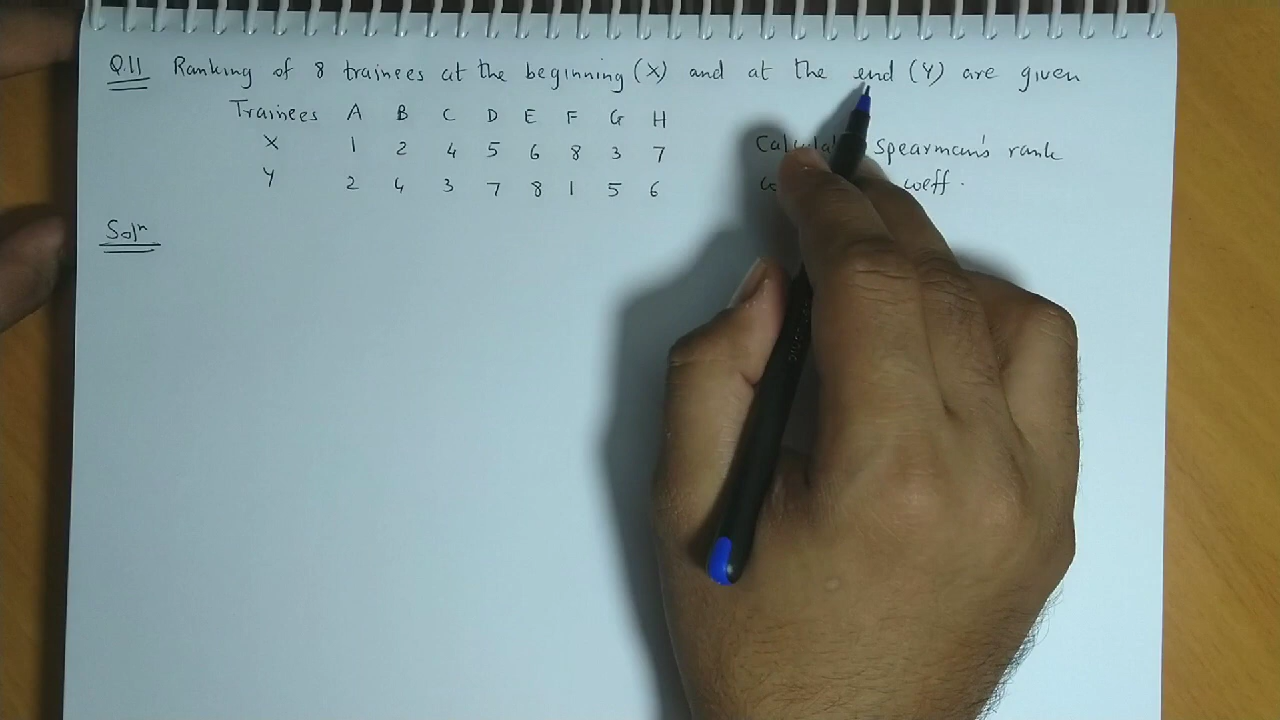 Q11 Ranking of 8 trainees at the beginning (X) and at the end (Y) are given
Trainees A B C D E F G H
X 1 2 4 5 6 8 3 7
Spearman's rank
Y 2 4 3 7 8 1 5 6
coeff.
Soln